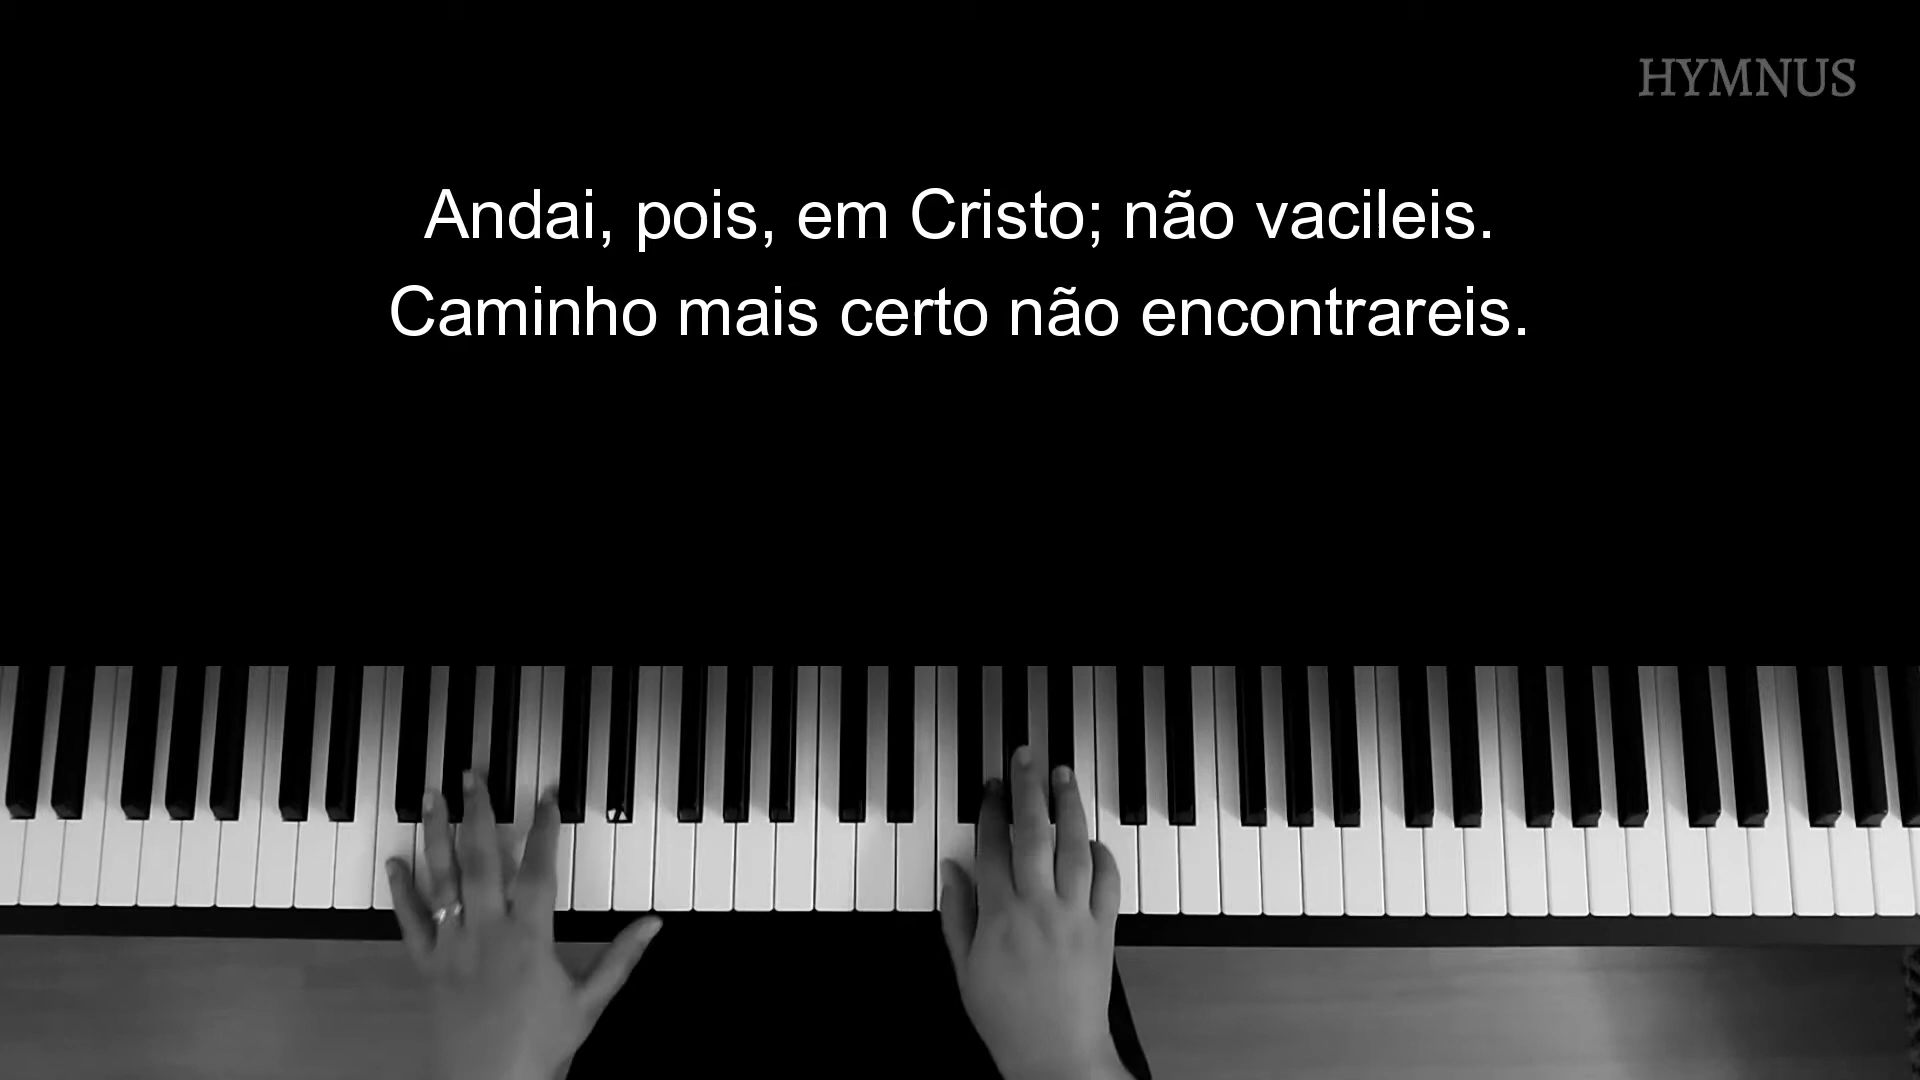 HYMNUS
Andai, pois, em Cristo; não vacileis.
Caminho mais certo não encontrareis.